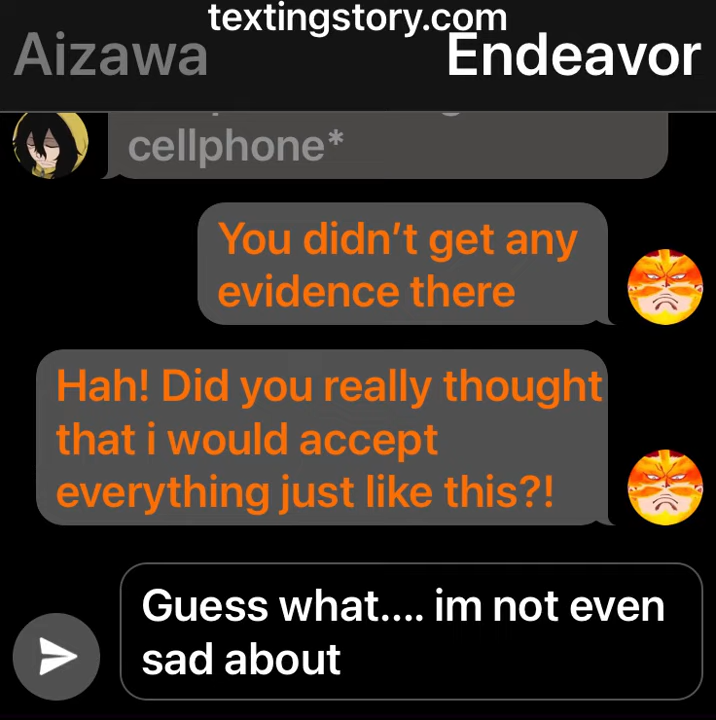 textingstory.com
Aizawa Endeavor
cellphone*
You didn't get any
evidence there
Hah! Did you really thought
that i would accept
everything just like this?!
Guess what.... im not even
sad about